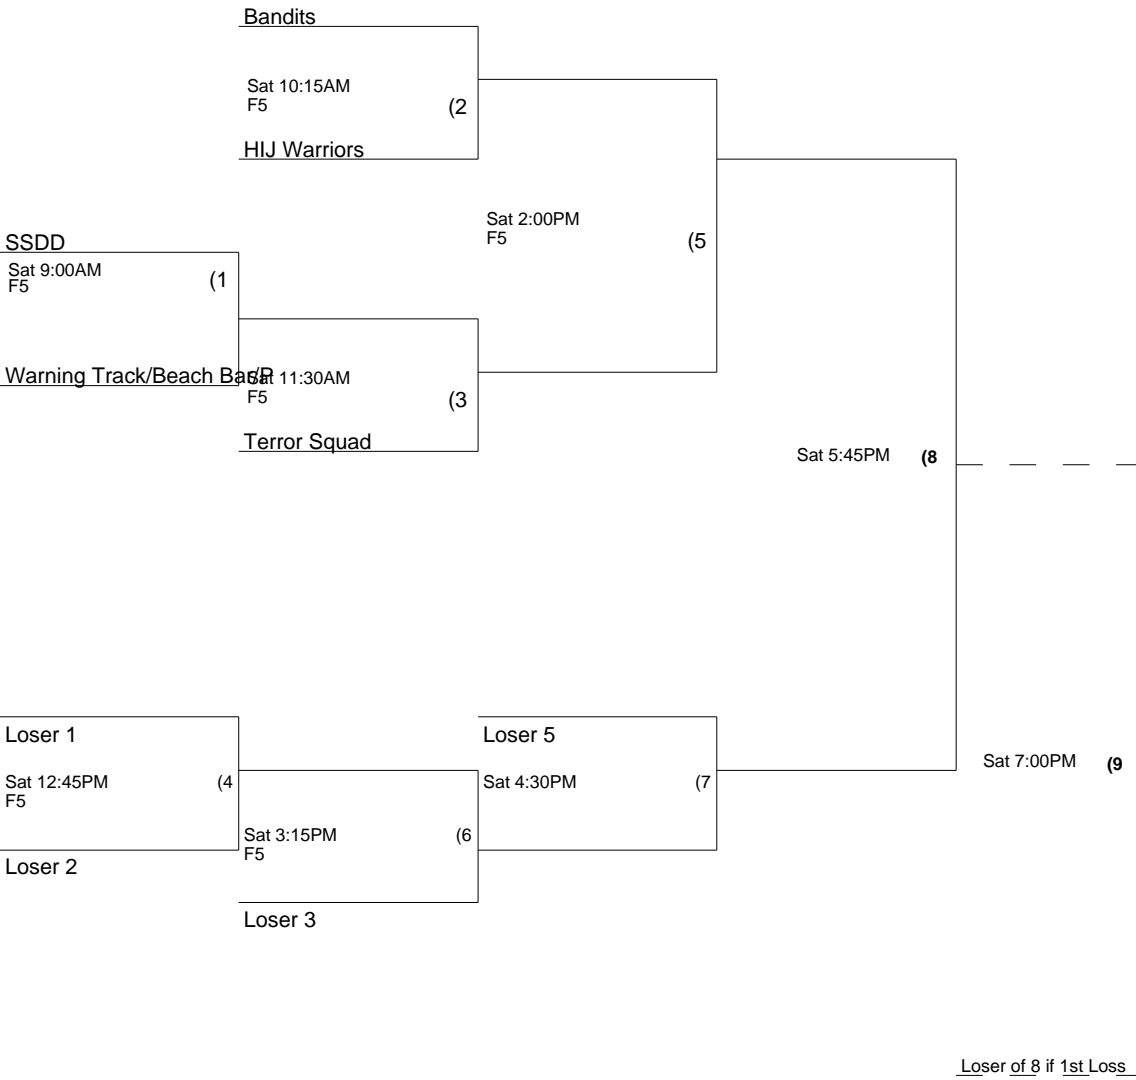 Bandits
Sat 10:15AM
F5
(2
HIJ Warriors
Sat 2:00PM
F5
(5
SSDD
Sat 9:00AM
F5
(1
Warning Track/Beach Bar/P
Sat 11:30AM
F5
(3
Terror Squad
Sat 5:45PM
(8
Loser 1
Sat 12:45PM
F5
(4
Loser 2
Loser 5
Sat 4:30PM
(7
Sat 3:15PM
F5
(6
Loser 3
Sat 7:00PM
(9
Loser of 8 if 1st Loss